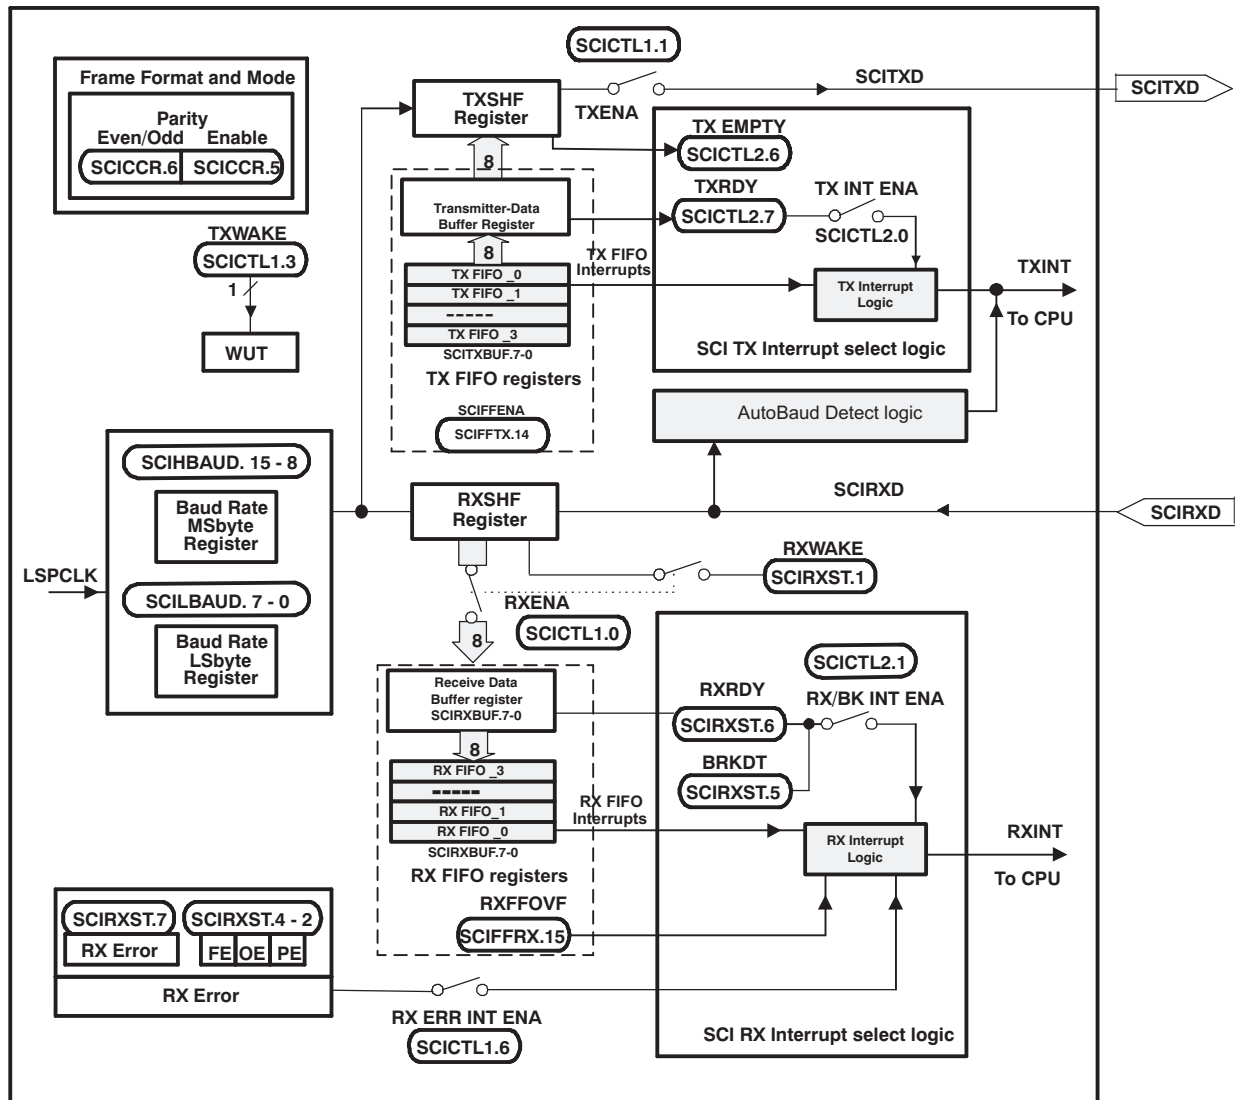 SCICTL1.1
Frame Format and Mode
Parity
Even/Odd Enable
SCICCR.6 SCICCR.5
TXSHF
Register
TXENA
SCITXD
SCITXD
TX EMPTY
SCICTL2.6
TXRDY
SCICTL2.7
TX INT ENA
SCICTL2.0
8
Transmitter-Data
Buffer Register
8
TX FIFO
Interrupts
TX FIFO _0
TX FIFO _1
-----
TX FIFO _3
SCITXBUF.7-0
TX FIFO registers
SCIFFENA
SCIFFTX.14
TX Interrupt
Logic
TXINT
To CPU
SCI TX Interrupt select logic
AutoBaud Detect logic
TXWAKE
SCICTL1.3
1
WUT
SCIHBAUD. 15 - 8
Baud Rate
MSbyte
Register
LSPCLK
SCILBAUD. 7 - 0
Baud Rate
LSbyte
Register
RXSHF
Register
SCIRXD
SCIRXD
RXWAKE
SCIRXST.1
RXENA
SCICTL1.0
8
Receive Data
Buffer register
SCIRXBUF.7-0
8
RX FIFO _3
-----
RX FIFO_1
RX FIFO _0
SCIRXBUF.7-0
RX FIFO registers
RX FIFO
Interrupts
RXFFOVF
SCIFFRX.15
SCICTL2.1
RXRDY
RX/BK INT ENA
SCIRXST.6
BRKDT
SCIRXST.5
RX Interrupt
Logic
RXINT
To CPU
SCI RX Interrupt select logic
SCIRXST.7 SCIRXST.4 - 2
RX Error FE OE PE
RX Error
RX ERR INT ENA
SCICTL1.6